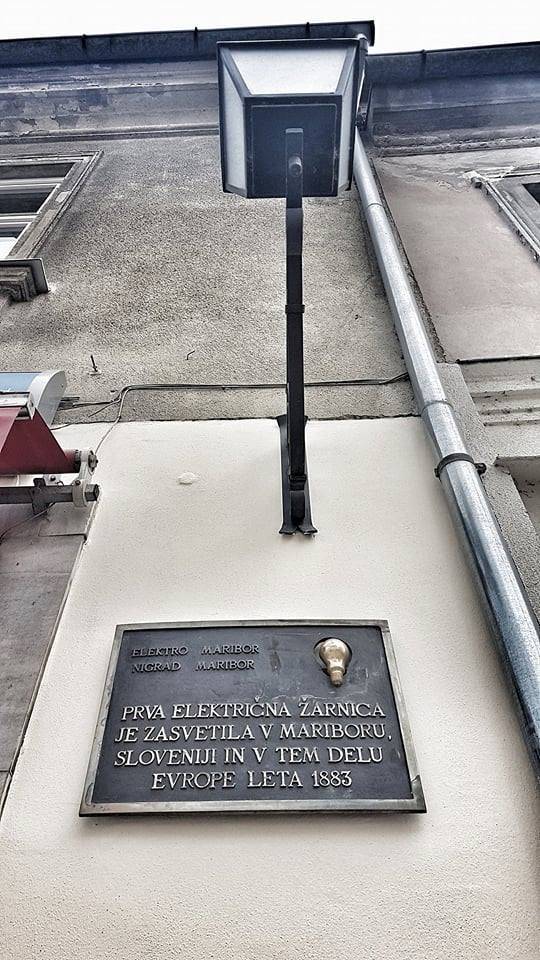 ELEKTRO MARIBOR
NIGRAD MARIBOR
PRVA ELEKTRIČNA ŽARNICA
JE ZASVETILA V MARIBORU,
SLOVENIJI IN V TEM DELU
EVROPE LETA 1883